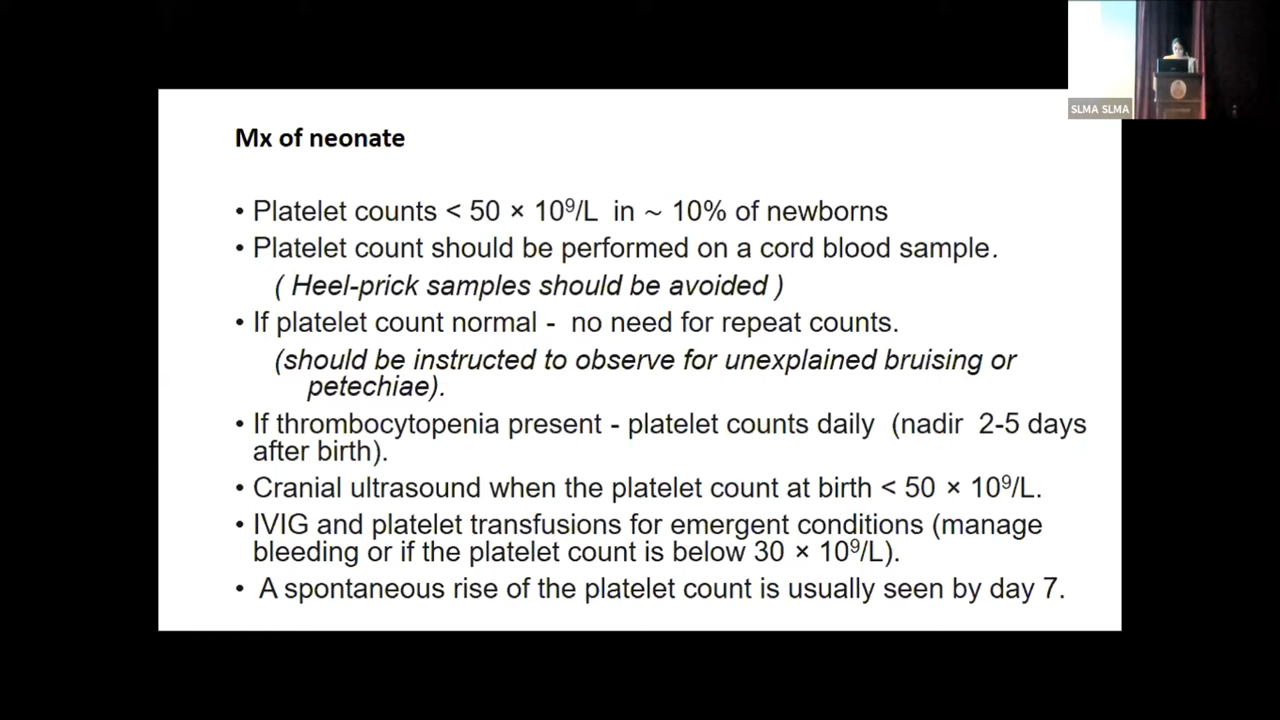 SLMA SLMA
Mx of neonate
• Platelet counts < 50 × 10⁹/L in ~ 10% of newborns
• Platelet count should be performed on a cord blood sample.
( Heel-prick samples should be avoided )
• If platelet count normal - no need for repeat counts.
(should be instructed to observe for unexplained bruising or
petechiae).
• If thrombocytopenia present - platelet counts daily (nadir 2-5 days
after birth).
• Cranial ultrasound when the platelet count at birth < 50 × 10⁹/L.
• IVIG and platelet transfusions for emergent conditions (manage
bleeding or if the platelet count is below 30 × 10⁹/L).
• A spontaneous rise of the platelet count is usually seen by day 7.